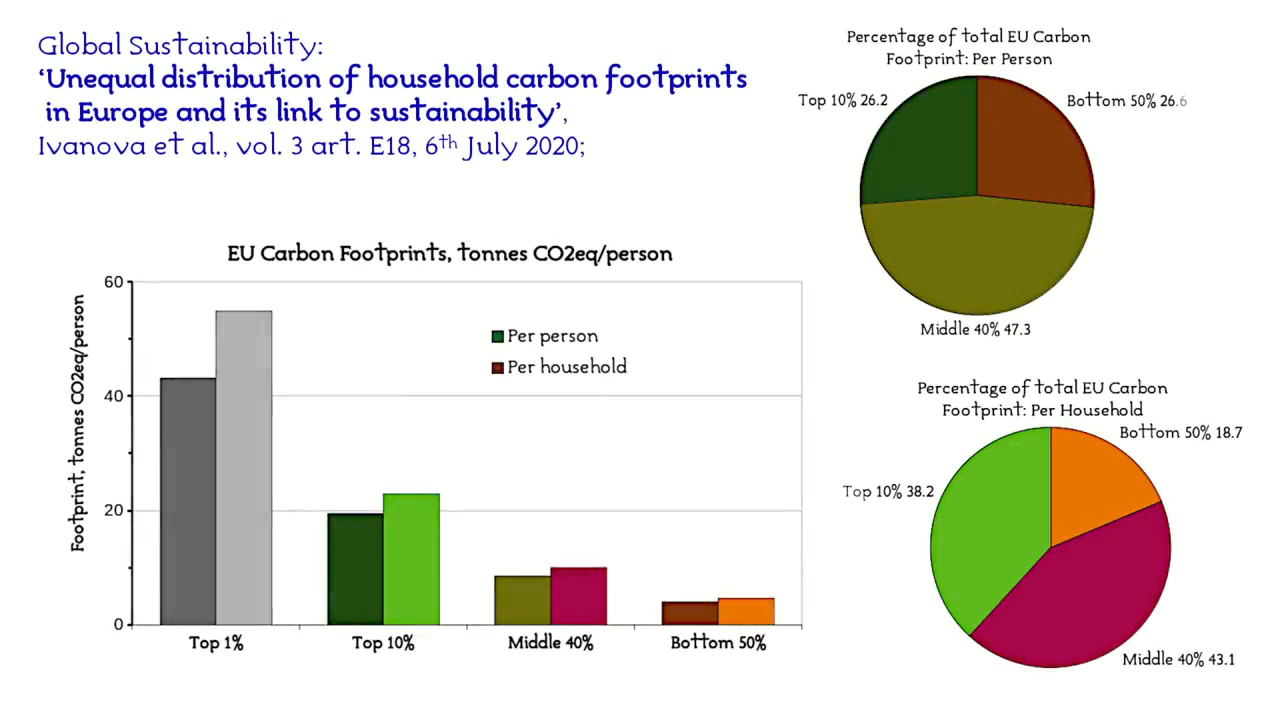 Global Sustainability:
‘Unequal distribution of household carbon footprints
in Europe and its link to sustainability’,
Ivanova et al., vol. 3 art. E18, 6th July 2020;
Percentage of total EU Carbon
Footprint: Per Person
Top 10% 26.2
Bottom 50% 26.6
Middle 40% 47.3
EU Carbon Footprints, tonnes CO2eq/person
Footprint, tonnes CO2eq/person
60
40
20
0
Per person
Per household
Top 1%
Top 10%
Middle 40%
Bottom 50%
Percentage of total EU Carbon
Footprint: Per Household
Bottom 50% 18.7
Top 10% 38.2
Middle 40% 43.1